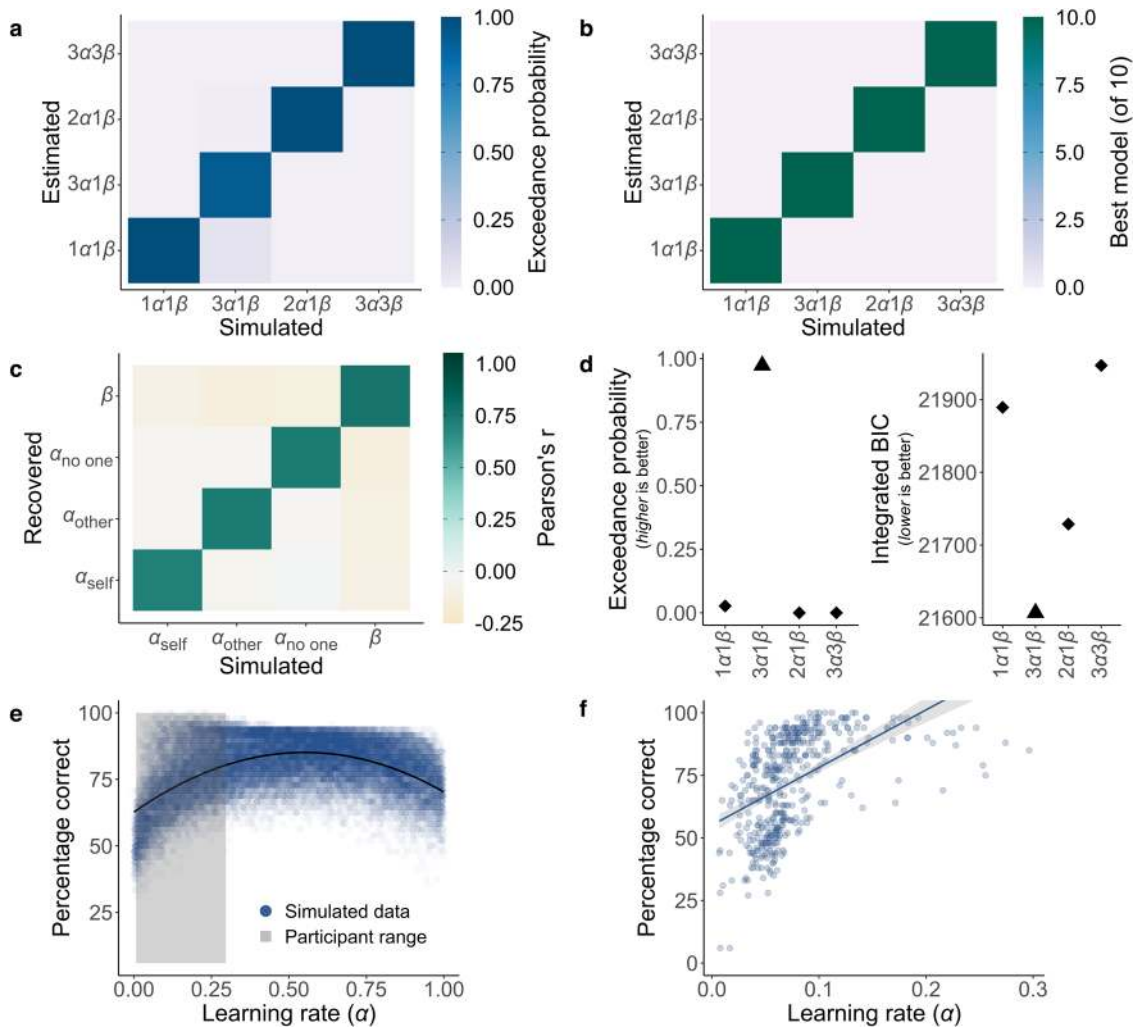 a
Estimated
3α3β
2α1β
3α1β
1α1β
1α1β 3α1β 2α1β 3α3β
Simulated
1.00
0.75
0.50
0.25
0.00
Exceedance probability
b
Estimated
3α3β
2α1β
3α1β
1α1β
1α1β 3α1β 2α1β 3α3β
Simulated
10.0
7.5
5.0
2.5
0.0
Best model (of 10)
c
Recovered
β
αno one
αother
αself
αself αother αno one β
Simulated
1.00
0.75
0.50
0.25
0.00
-0.25
Pearson's r
d
Exceedance probability
(higher is better)
1.00
0.75
0.50
0.25
0.00
1α1β 3α1β 2α1β 3α3β
Integrated BIC
(lower is better)
21900
21800
21700
21600
1α1β 3α1β 2α1β 3α3β
e
Percentage correct
100
75
50
25
Simulated data
Participant range
0.00 0.25 0.50 0.75 1.00
Learning rate (α)
f
Percentage correct
100
75
50
25
0
0.0 0.1 0.2 0.3
Learning rate (α)